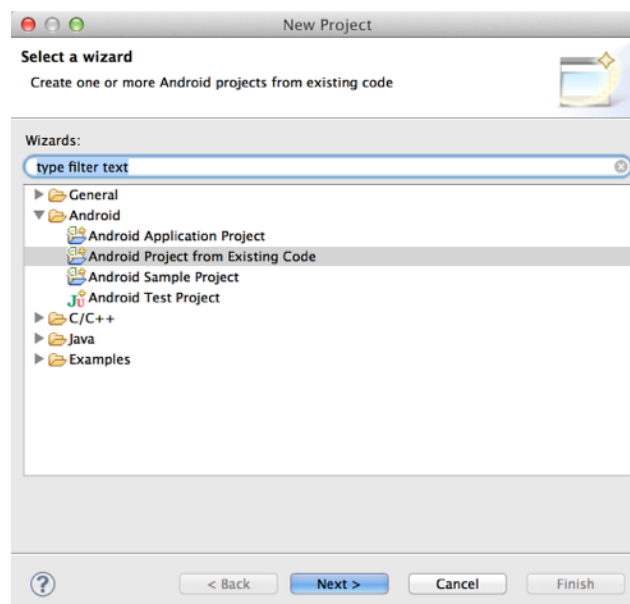 New Project
Select a wizard
Create one or more Android projects from existing code
Wizards:
type filter text
General
Android
Android Application Project
Android Project from Existing Code
Android Sample Project
JU Android Test Project
C/C++
Java
Examples
? < Back Next > Cancel Finish